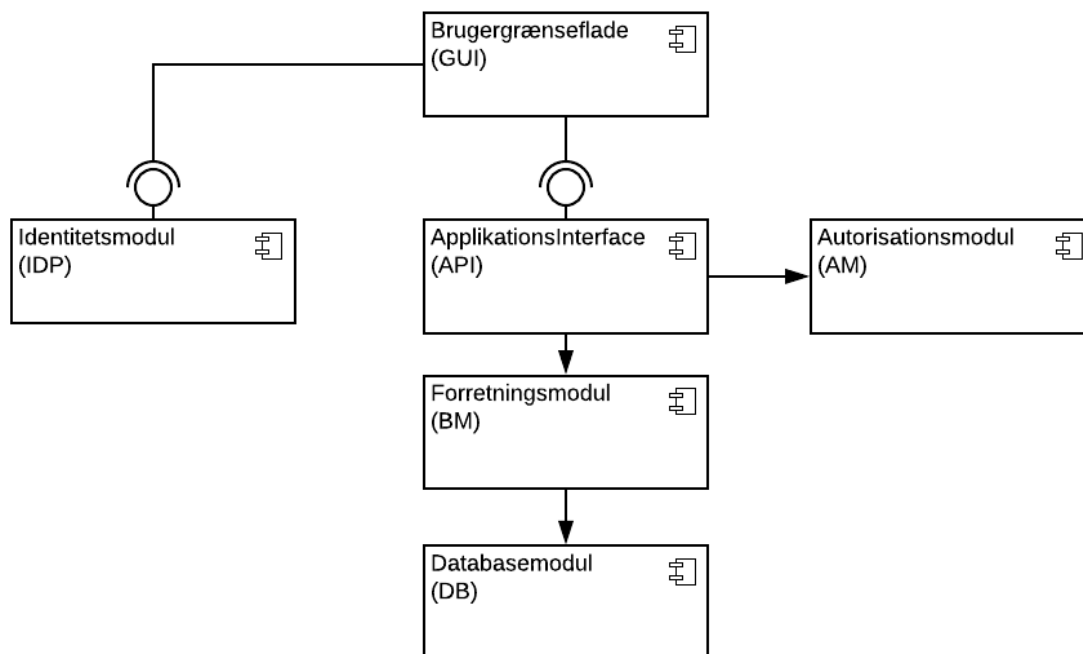 Brugergrænseflade
(GUI)
Identitetsmodul
(IDP)
ApplikationsInterface
(API)
Autorisationsmodul
(AM)
Forretningsmodul
(BM)
Databasemodul
(DB)